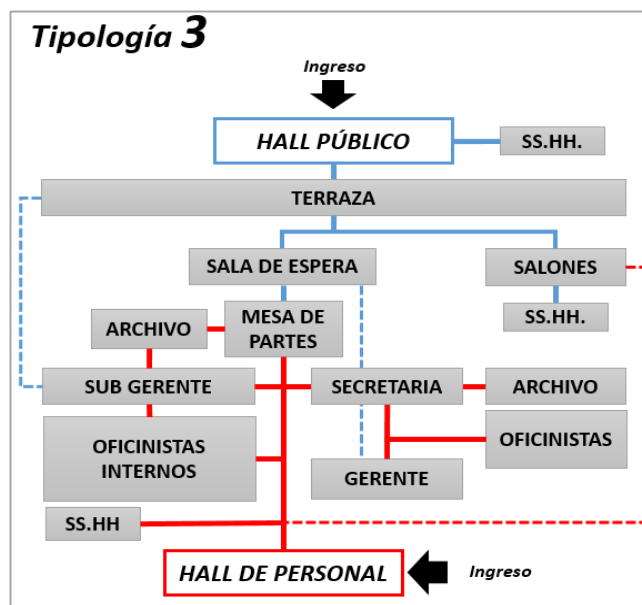 Tipología 3
Ingreso
HALL PÚBLICO
SS.HH.
TERRAZA
SALA DE ESPERA
SALONES
SS.HH.
ARCHIVO
MESA DE
PARTES
SUB GERENTE
SECRETARIA
ARCHIVO
OFICINISTAS
INTERNOS
OFICINISTAS
GERENTE
SS.HH
HALL DE PERSONAL
Ingreso